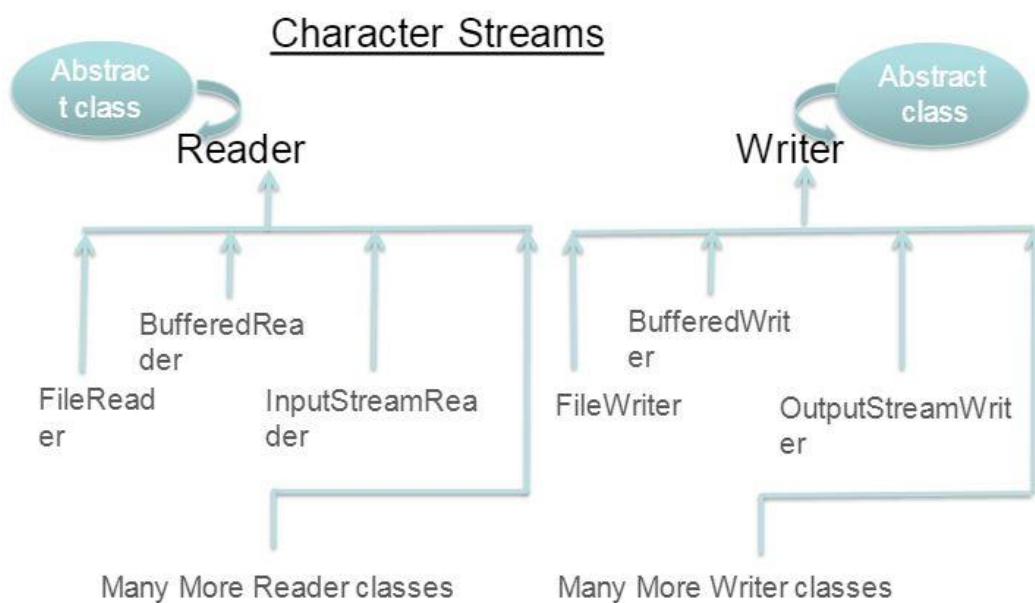 Character Streams
Abstrac
t class
Abstract
class
Reader
Writer
BufferedRea
der
BufferedWrit
er
FileRead
er
InputStreamRea
der
FileWriter
OutputStreamWrit
er
Many More Reader classes
Many More Writer classes